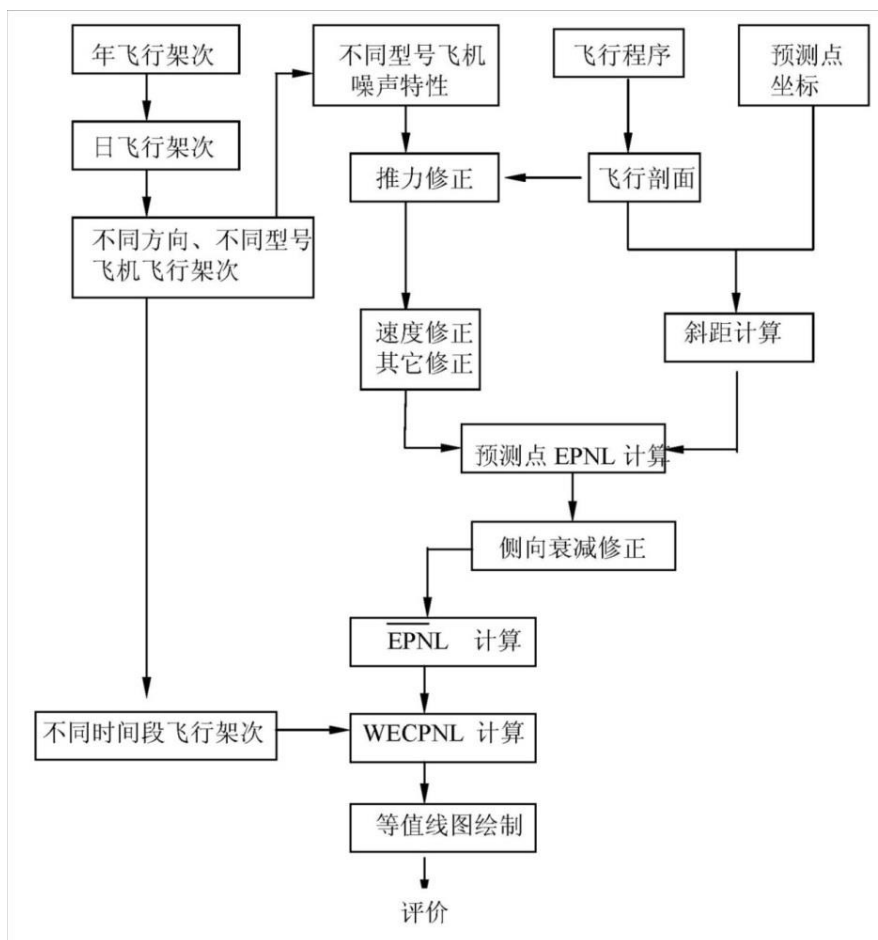 年飞行架次
不同型号飞机
噪声特性
飞行程序
预测点
坐标
日飞行架次
推力修正
飞行剖面
不同方向、不同型号
飞机飞行架次
速度修正
其它修正
斜距计算
预测点 EPNL 计算
侧向衰减修正
EPNL 计算
不同时间段飞行架次
WECPNL 计算
等值线图绘制
评价